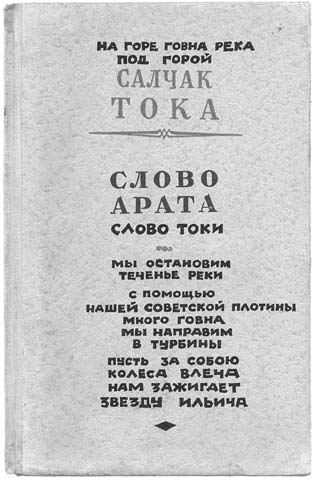 НА ГОРЕ ГОВНА РЕКА
ПОД ГОРОЙ
САЛЧАК
ТОКА
СЛОВО
АРАТА
СЛОВО ТОКИ
МЫ ОСТАНОВИМ
ТЕЧЕНЬЕ РЕКИ
С ПОМОЩЬЮ
НАШЕЙ СОВЕТСКОЙ ПЛОТИНЫ
МНОГО ГОВНА
МЫ НАПРАВИМ
В ТУРБИНЫ
ПУСТЬ ЗА СОБОЮ
КОЛЕСА ВЛЕЧА
НАМ ЗАЖИГАЕТ
ЗВЕЗДУ ИЛЬИЧА